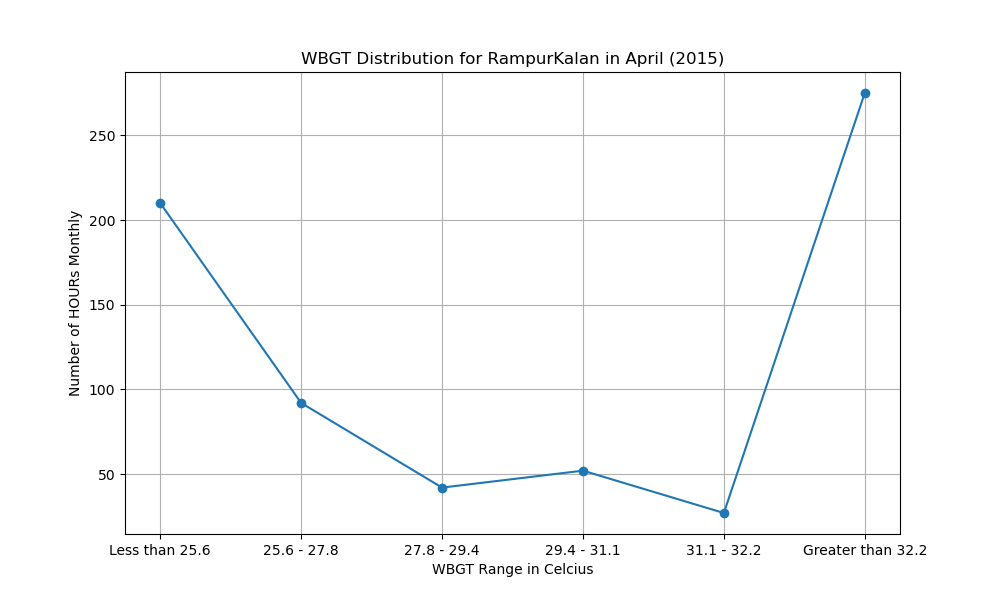 WBGT Distribution for RampurKalan in April (2015)
Number of HOURs Monthly
250
200
150
100
50
Less than 25.6
25.6 - 27.8
27.8 - 29.4
29.4 - 31.1
31.1 - 32.2
Greater than 32.2
WBGT Range in Celcius